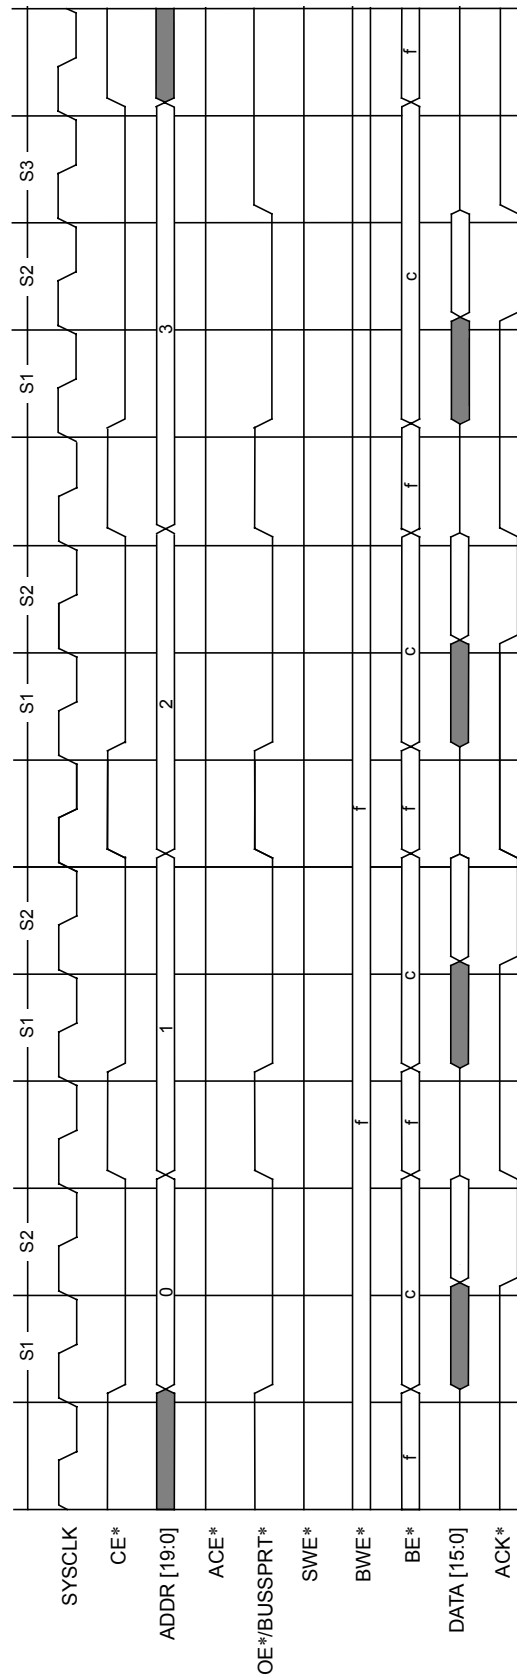 S1 S2 S1 S2 S1 S2 S1 S2 S3
SYSCLK
CE*
ADDR [19:0] 0 1 2 3
ACE*
OE*/BUSSPRT*
SWE*
BWE* f f
BE* f c f c f c f c f
DATA [15:0]
ACK*